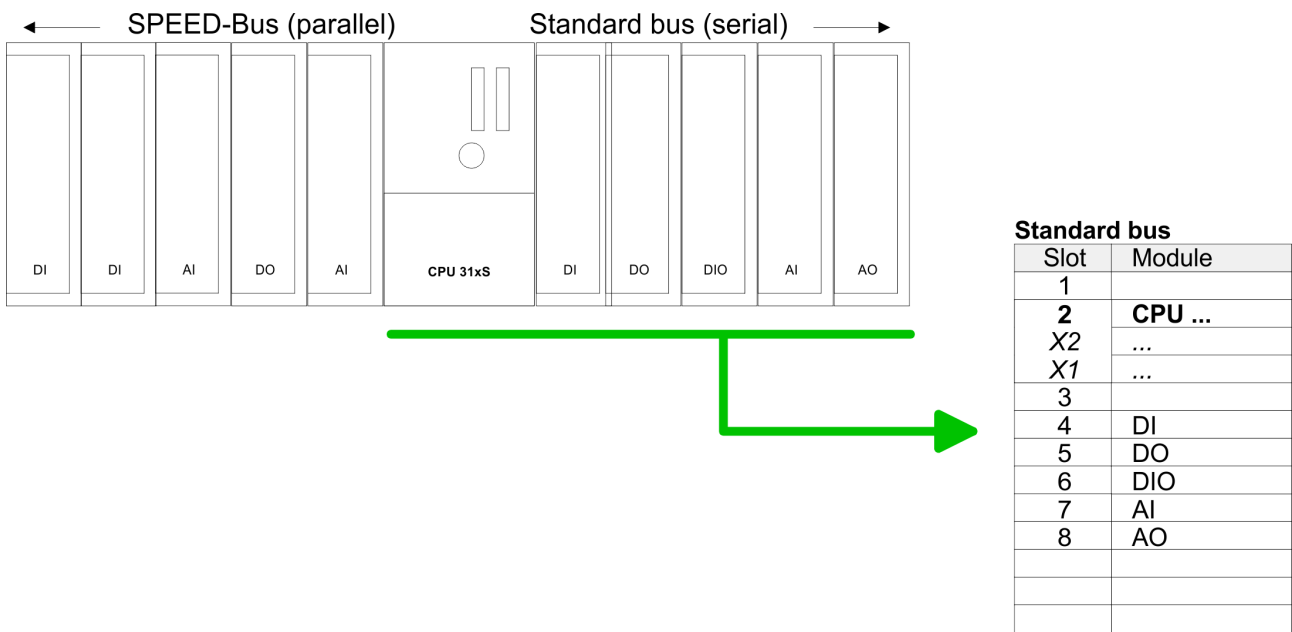 SPEED-Bus (parallel) Standard bus (serial)
DI DI AI DO AI CPU 31xS DI DO DIO AI AO
Standard bus
Slot Module
1
2 CPU ...
X2 ...
X1 ...
3
4 DI
5 DO
6 DIO
7 AI
8 AO